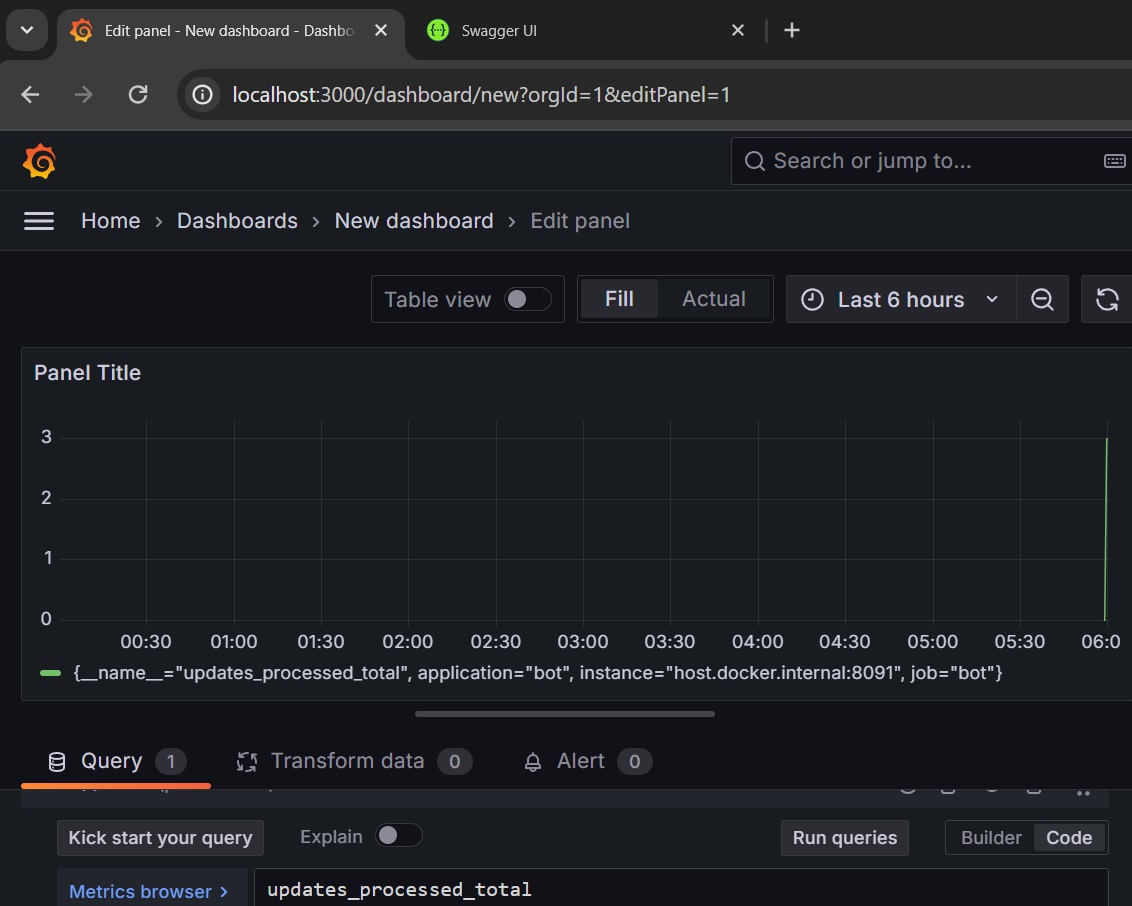 Edit panel - New dashboard - Dashbo
Swagger UI
localhost:3000/dashboard/new?orgId=1&editPanel=1
Search or jump to...
Home › Dashboards › New dashboard › Edit panel
Table view
Fill
Actual
Last 6 hours
Panel Title
3
2
1
0
00:30 01:00 01:30 02:00 02:30 03:00 03:30 04:00 04:30 05:00 05:30 06:0
{__name__="updates_processed_total", application="bot", instance="host.docker.internal:8091", job="bot"}
Query 1
Transform data 0
Alert 0
Kick start your query
Explain
Run queries
Builder
Code
Metrics browser >
updates_processed_total